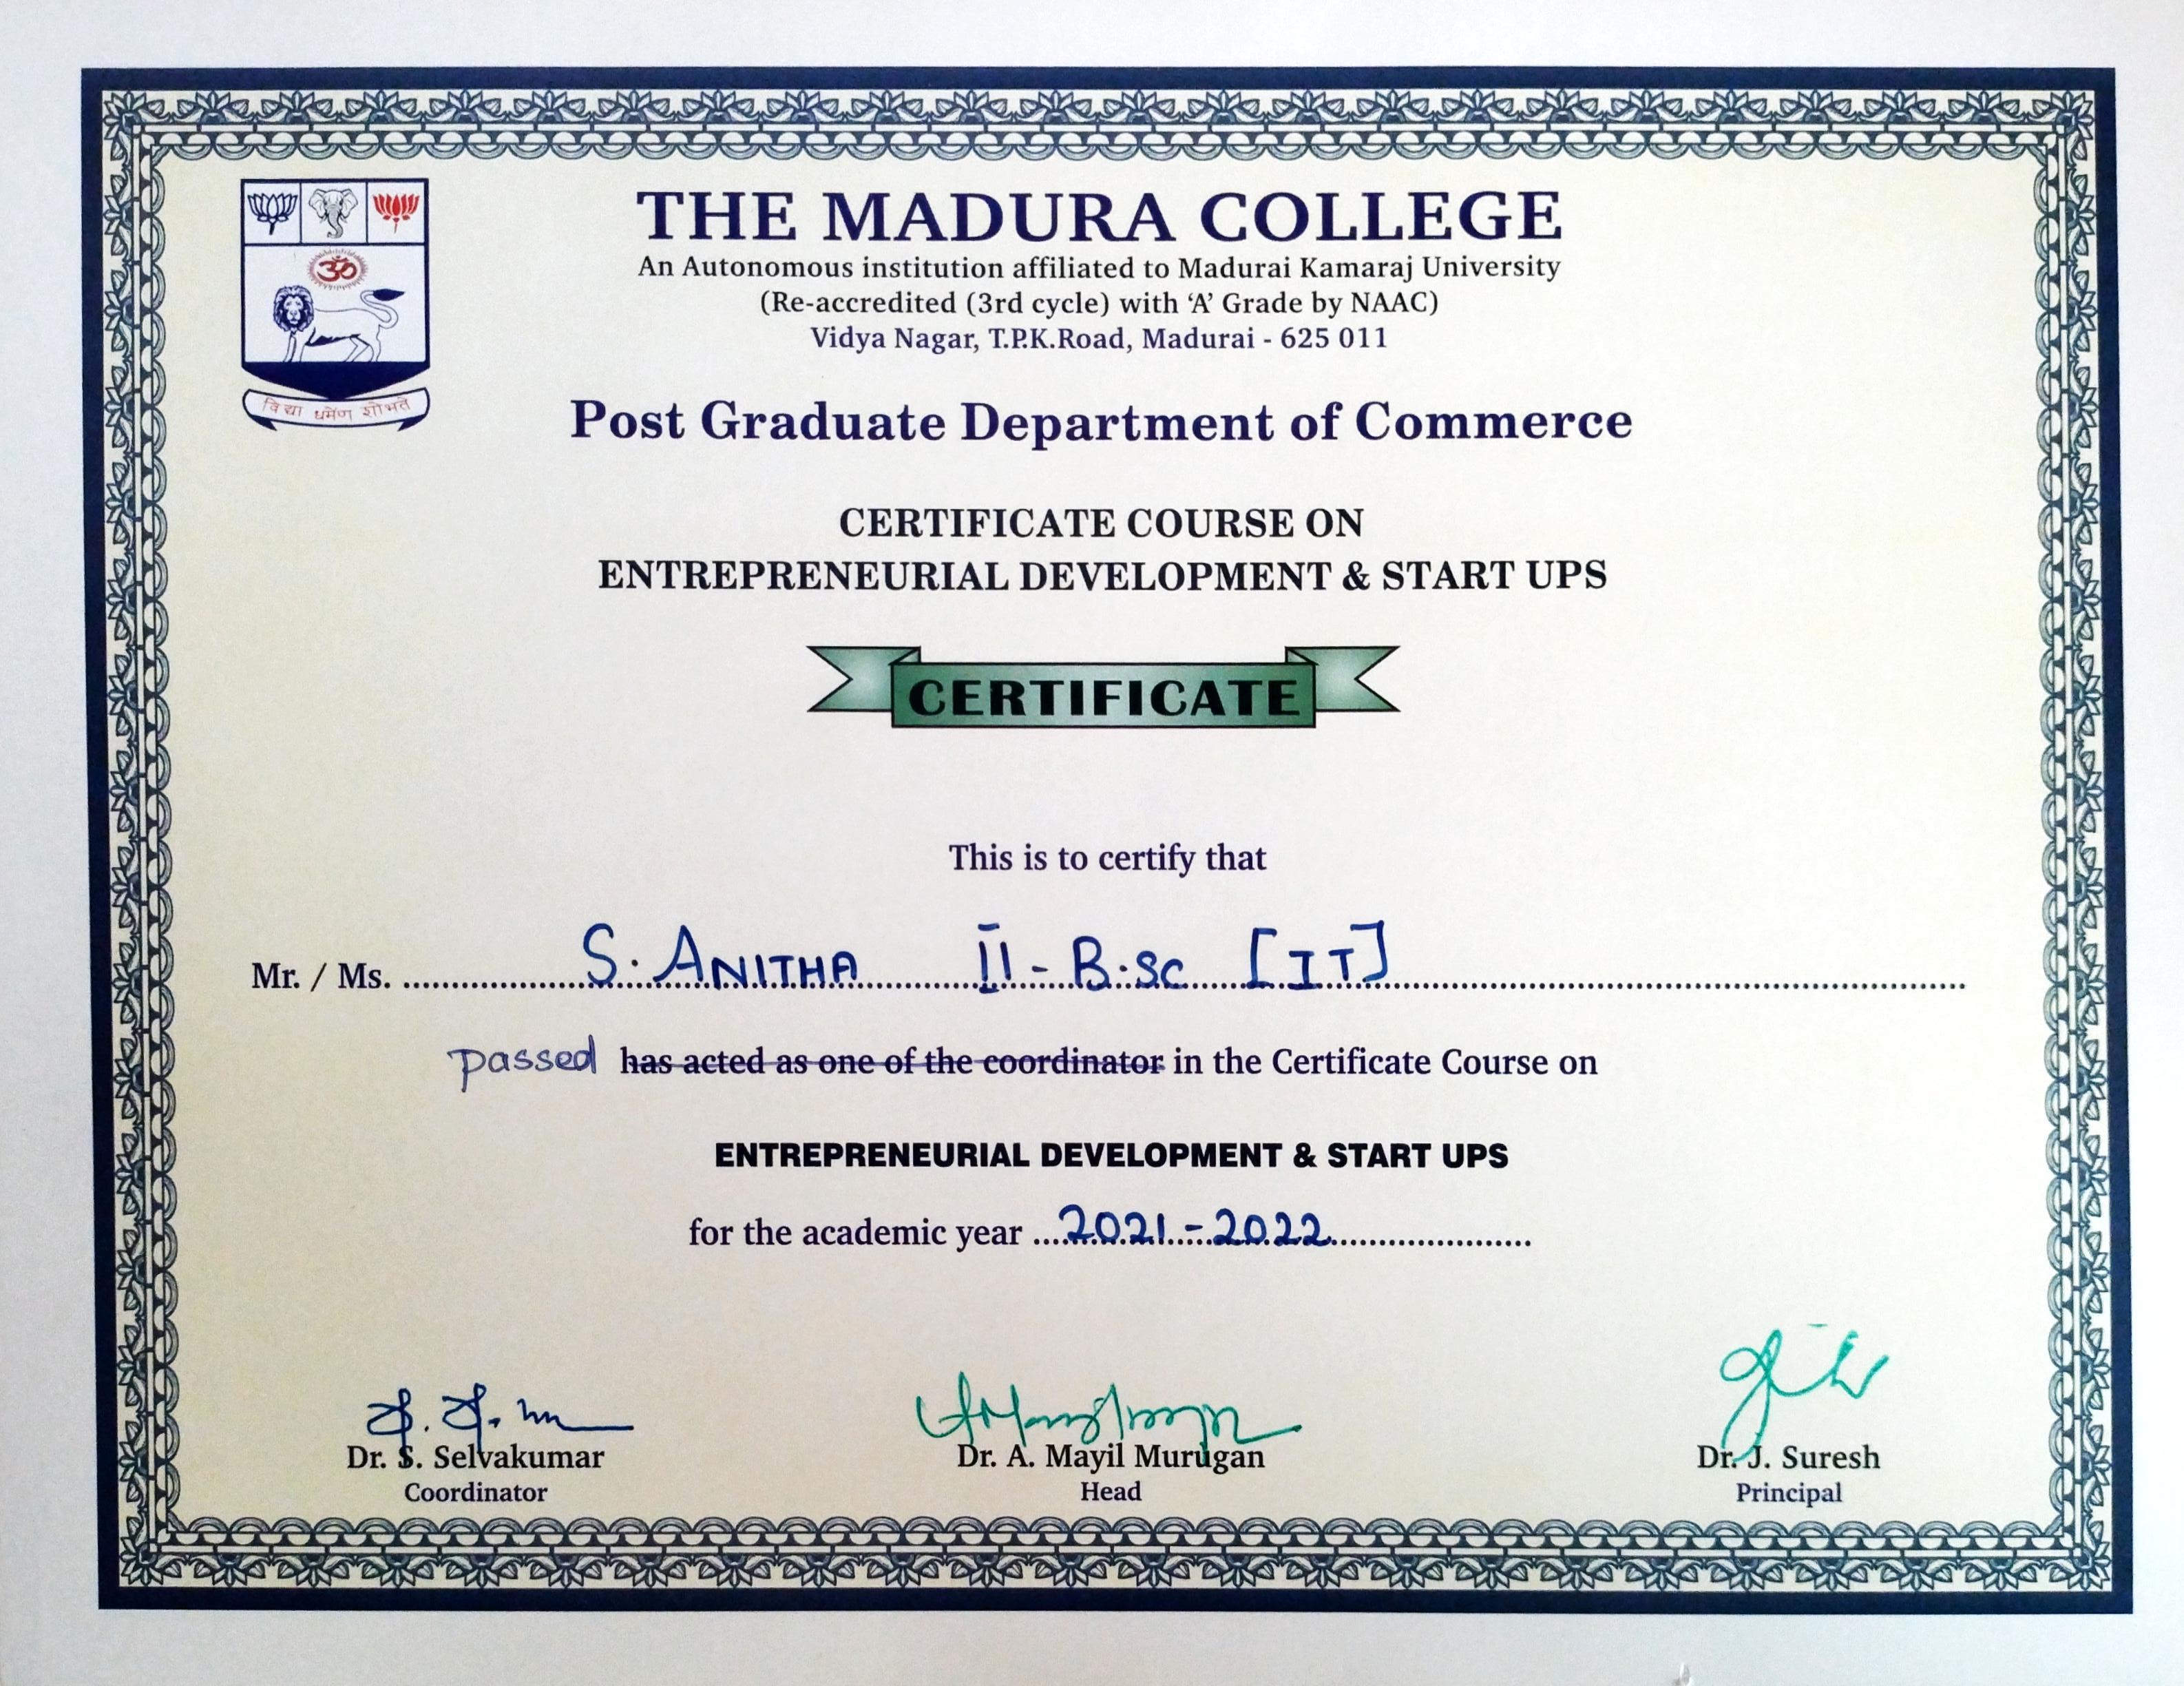 THE MADURA COLLEGE
An Autonomous institution affiliated to Madurai Kamaraj University
(Re-accredited (3rd cycle) with ‘A’ Grade by NAAC)
Vidya Nagar, T.P.K.Road, Madurai - 625 011
ॐ
विद्या धर्मेण शोभते
Post Graduate Department of Commerce
CERTIFICATE COURSE ON
ENTREPRENEURIAL DEVELOPMENT & START UPS
CERTIFICATE
This is to certify that
Mr. / Ms. S. ANITHA II - B.sc [IT]
passed has acted as one of the coordinator in the Certificate Course on
ENTREPRENEURIAL DEVELOPMENT & START UPS
for the academic year 2021-2022
Dr. S. Selvakumar Dr. A. Mayil Murugan Dr. J. Suresh
Coordinator Head Principal